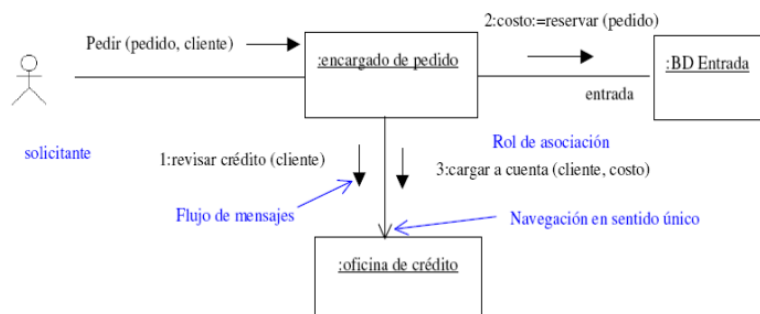 2:costo:=reservar (pedido)
Pedir (pedido, cliente)
:encargado de pedido
:BD Entrada
entrada
solicitante
1:revisar crédito (cliente)
Rol de asociación
3:cargar a cuenta (cliente, costo)
Flujo de mensajes
Navegación en sentido único
:oficina de crédito